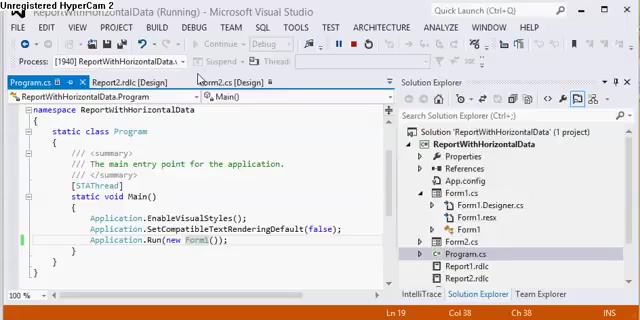 Unregistered HyperCam 2
ReportWithHorizontalData (Running) - Microsoft Visual Studio
Quick Launch (Ctrl+Q)
EDIT VIEW PROJECT BUILD DEBUG TEAM SQL TOOLS TEST ARCHITECTURE ANALYZE WINDOW
Continue
Process: [1940] ReportWithHorizontalData.v
Suspend
Thread:
Program.cs
Report2.rdlc [Design]
Form2.cs [Design]
ReportWithHorizontalData.Program
Main()
namespace ReportWithHorizontalData
{
static class Program
{
/// <summary>
/// The main entry point for the application.
/// </summary>
[STAThread]
static void Main()
{
Application.EnableVisualStyles();
Application.SetCompatibleTextRenderingDefault(false);
Application.Run(new Form1());
}
}
}
100 %
Solution Explorer
Search Solution Explorer (Ctrl+;)
Solution 'ReportWithHorizontalData' (1 project)
ReportWithHorizontalData
Properties
References
App.config
Form1.cs
Form1.Designer.cs
Form1.resx
Form1
Form2.cs
Program.cs
Report1.rdlc
Report2.rdlc
IntelliTrace
Solution Explorer
Team Explorer
Ln 19
Col 38
Ch 38
INS